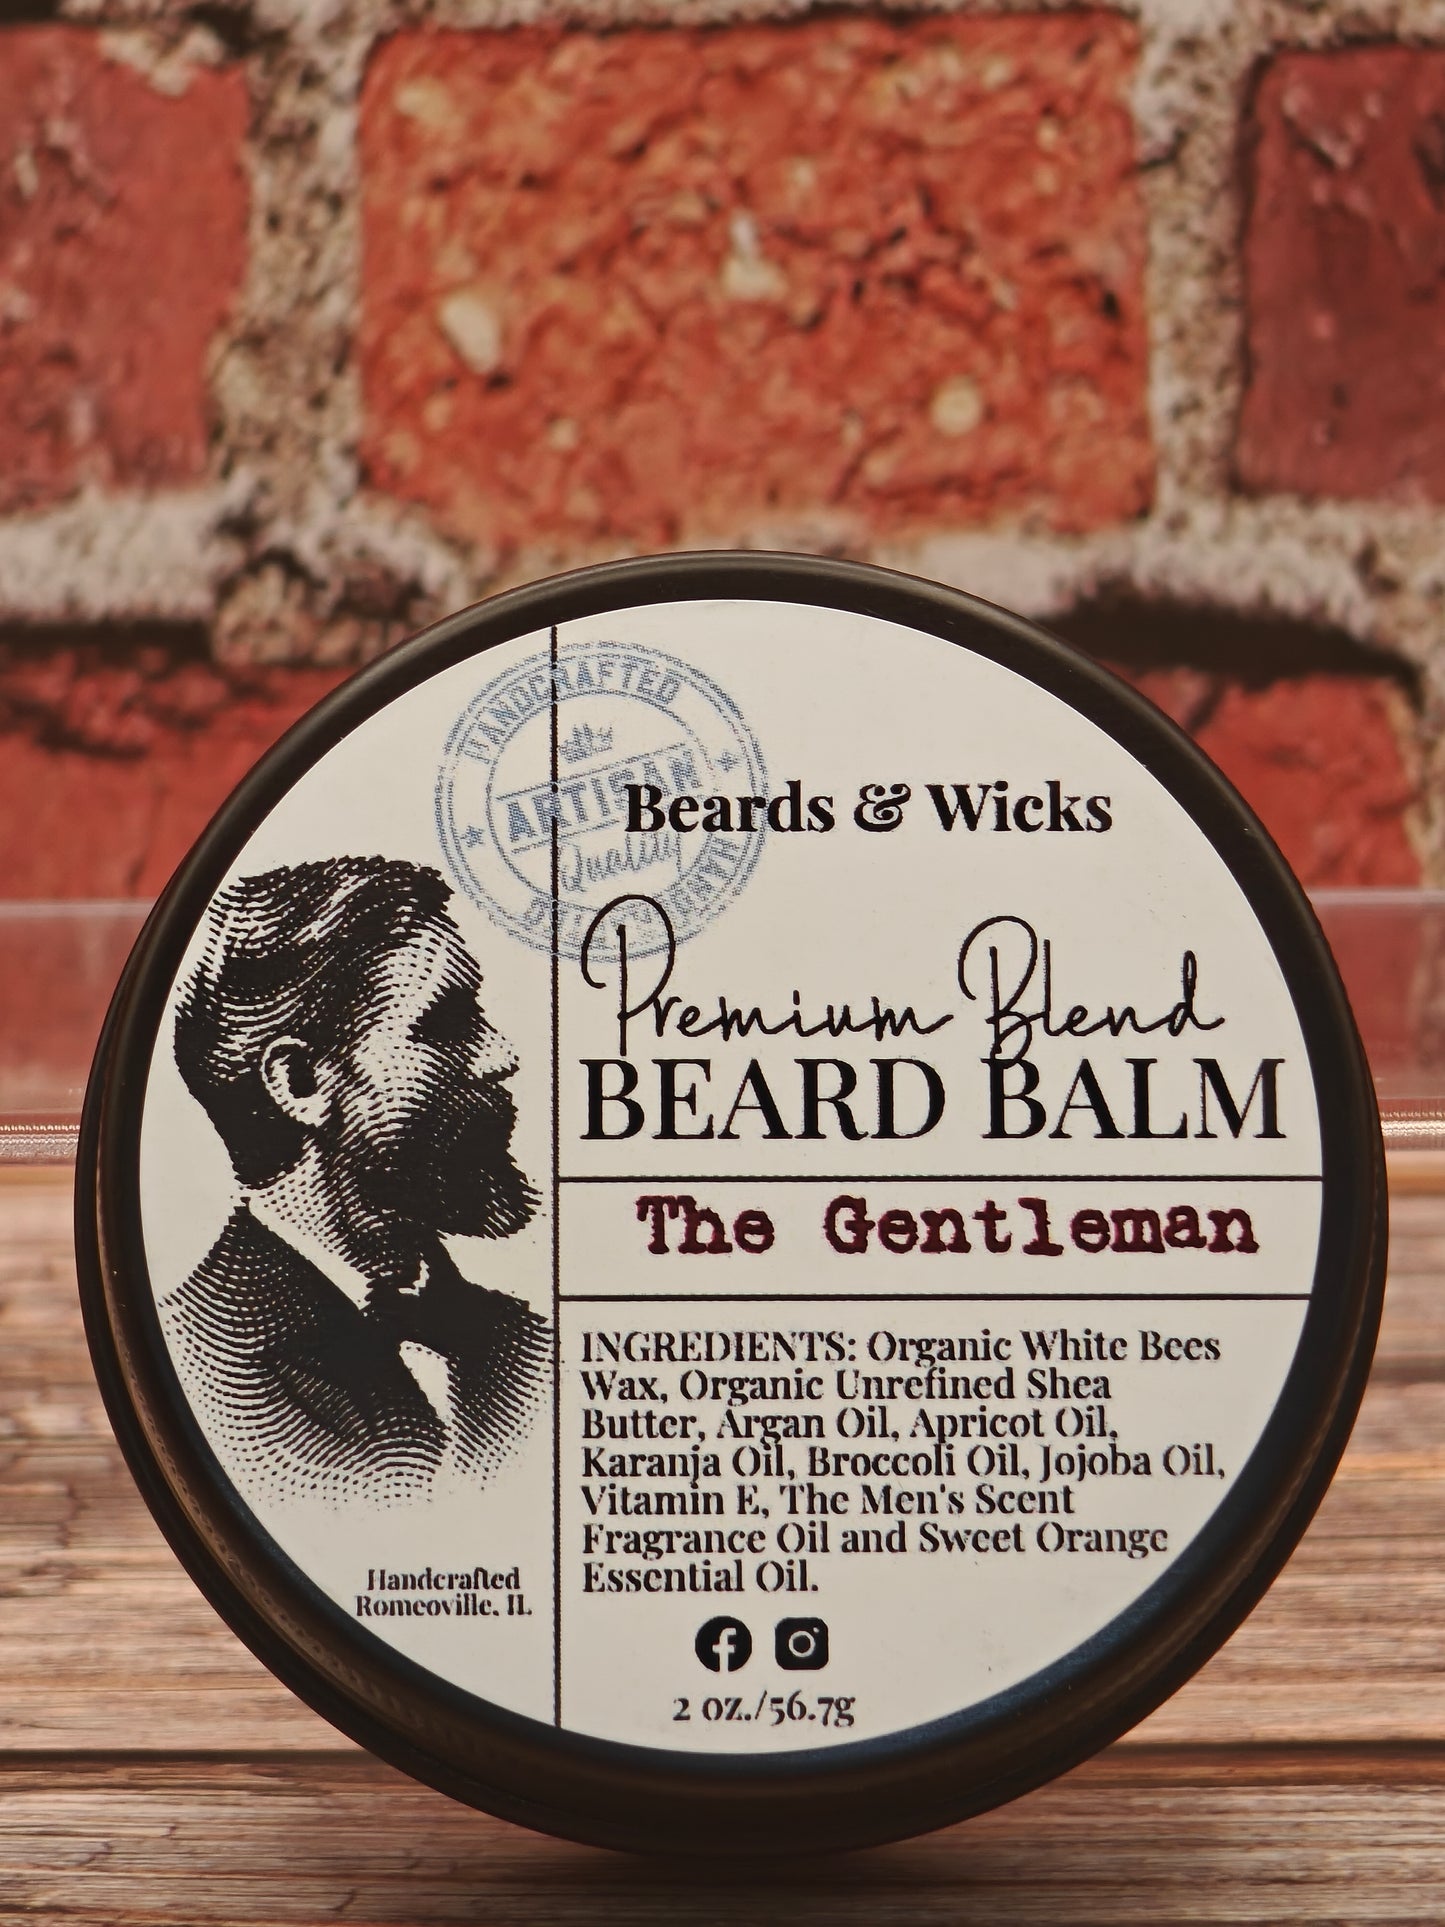 HANDCRAFTED
ARTISAN
Quality
Beards & Wicks
Premium Blend
BEARD BALM
The Gentleman
INGREDIENTS: Organic White Bees
Wax, Organic Unrefined Shea
Butter, Argan Oil, Apricot Oil,
Karanja Oil, Broccoli Oil, Jojoba Oil,
Vitamin E, The Men's Scent
Fragrance Oil and Sweet Orange
Essential Oil.
2 oz./56.7g
Handcrafted
Romeoville, IL